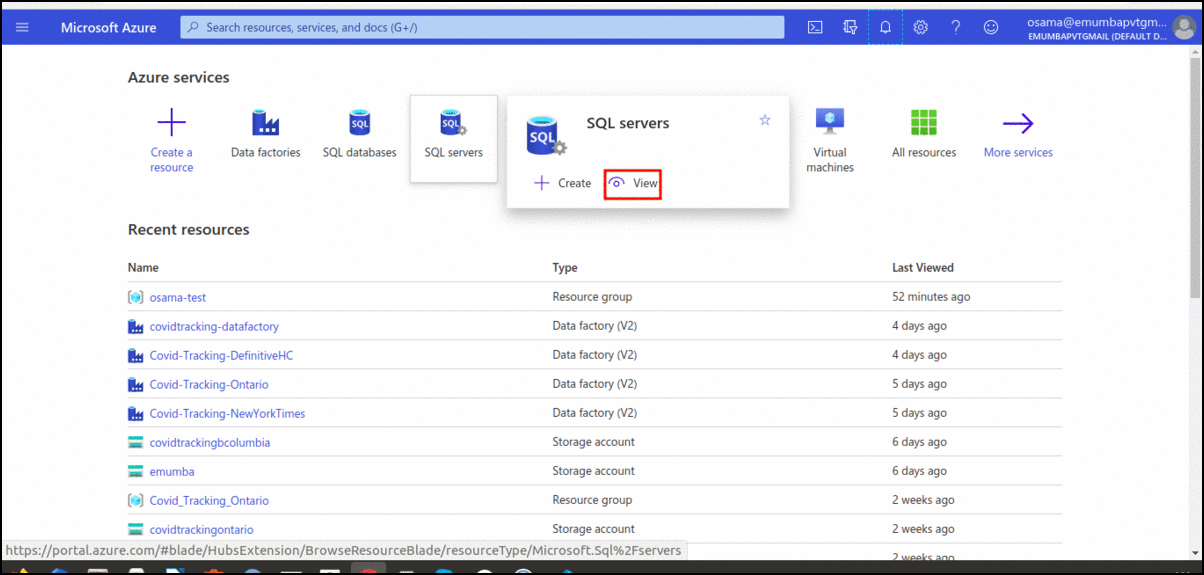 Microsoft Azure
Search resources, services, and docs (G+/)
osama@emumbapvtgm...
EMUMBAPVTGMAIL (DEFAULT D...
Azure services
Create a
resource
Data factories
SQL
SQL databases
SQL
SQL servers
SQL
SQL servers
Create
View
Virtual
machines
All resources
More services
Recent resources
Name Type Last Viewed
osama-test Resource group 52 minutes ago
covidtracking-datafactory Data factory (V2) 4 days ago
Covid-Tracking-DefinitiveHC Data factory (V2) 4 days ago
Covid-Tracking-Ontario Data factory (V2) 5 days ago
Covid-Tracking-NewYorkTimes Data factory (V2) 5 days ago
covidtrackingbcolumbia Storage account 6 days ago
emumba Storage account 6 days ago
Covid_Tracking_Ontario Resource group 2 weeks ago
covidtrackingontario Storage account 2 weeks ago
2 weeks ago
https://portal.azure.com/#blade/HubsExtension/BrowseResourceBlade/resourceType/Microsoft.Sql%2Fservers